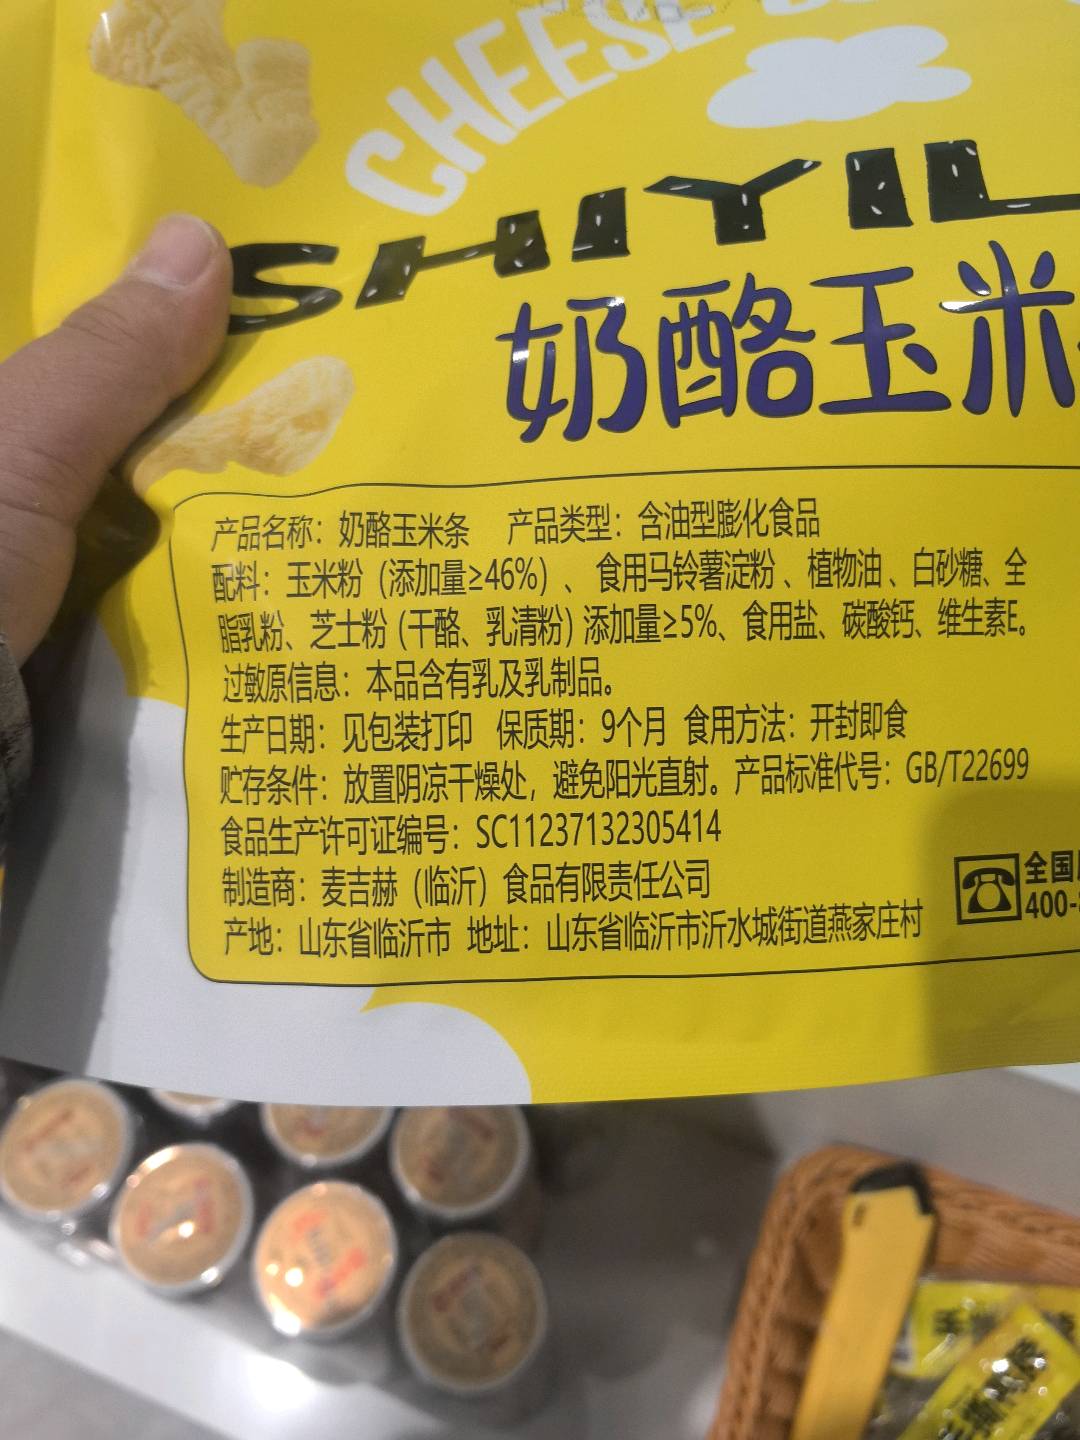 CHEESE
SHIYIL
奶酪玉米
产品名称：奶酪玉米条 产品类型：含油型膨化食品
配料：玉米粉（添加量≥46%）、食用马铃薯淀粉、植物油、白砂糖、全
脂乳粉、芝士粉（干酪、乳清粉）添加量≥5%、食用盐、碳酸钙、维生素E。
过敏原信息：本品含有乳及乳制品。
生产日期：见包装打印 保质期：9个月 食用方法：开封即食
贮存条件：放置阴凉干燥处，避免阳光直射。产品标准代号：GB/T22699
食品生产许可证编号：SC11237132305414
制造商：麦吉赫（临沂）食品有限责任公司
产地：山东省临沂市 地址：山东省临沂市沂水城街道燕家庄村
全国
400-